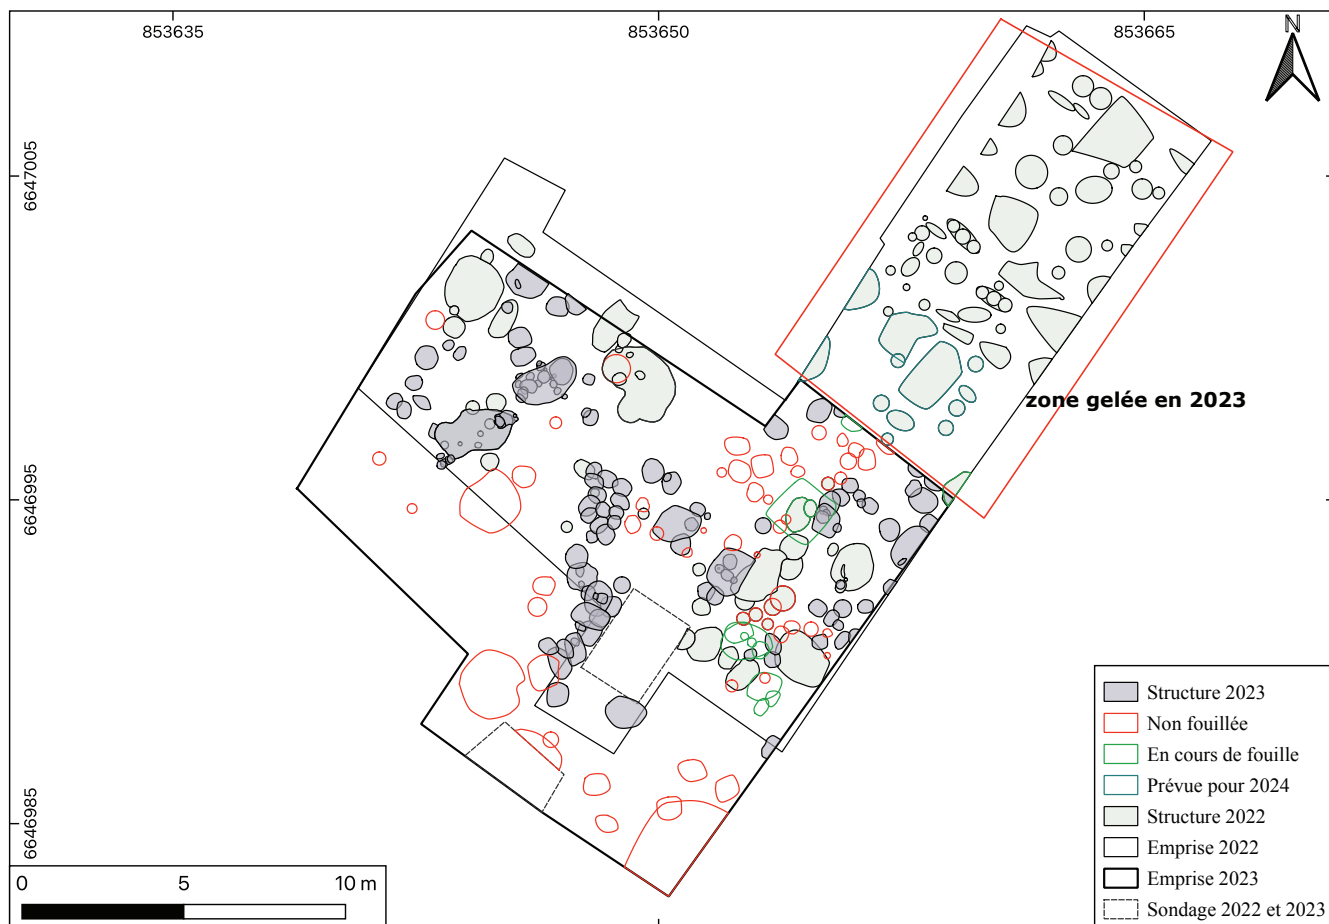 853635
853650
853665
N
6647005
6646995
6646985
zone gelée en 2023
Structure 2023
Non fouillée
En cours de fouille
Prévue pour 2024
Structure 2022
Emprise 2022
Emprise 2023
Sondage 2022 et 2023
0 5 10 m